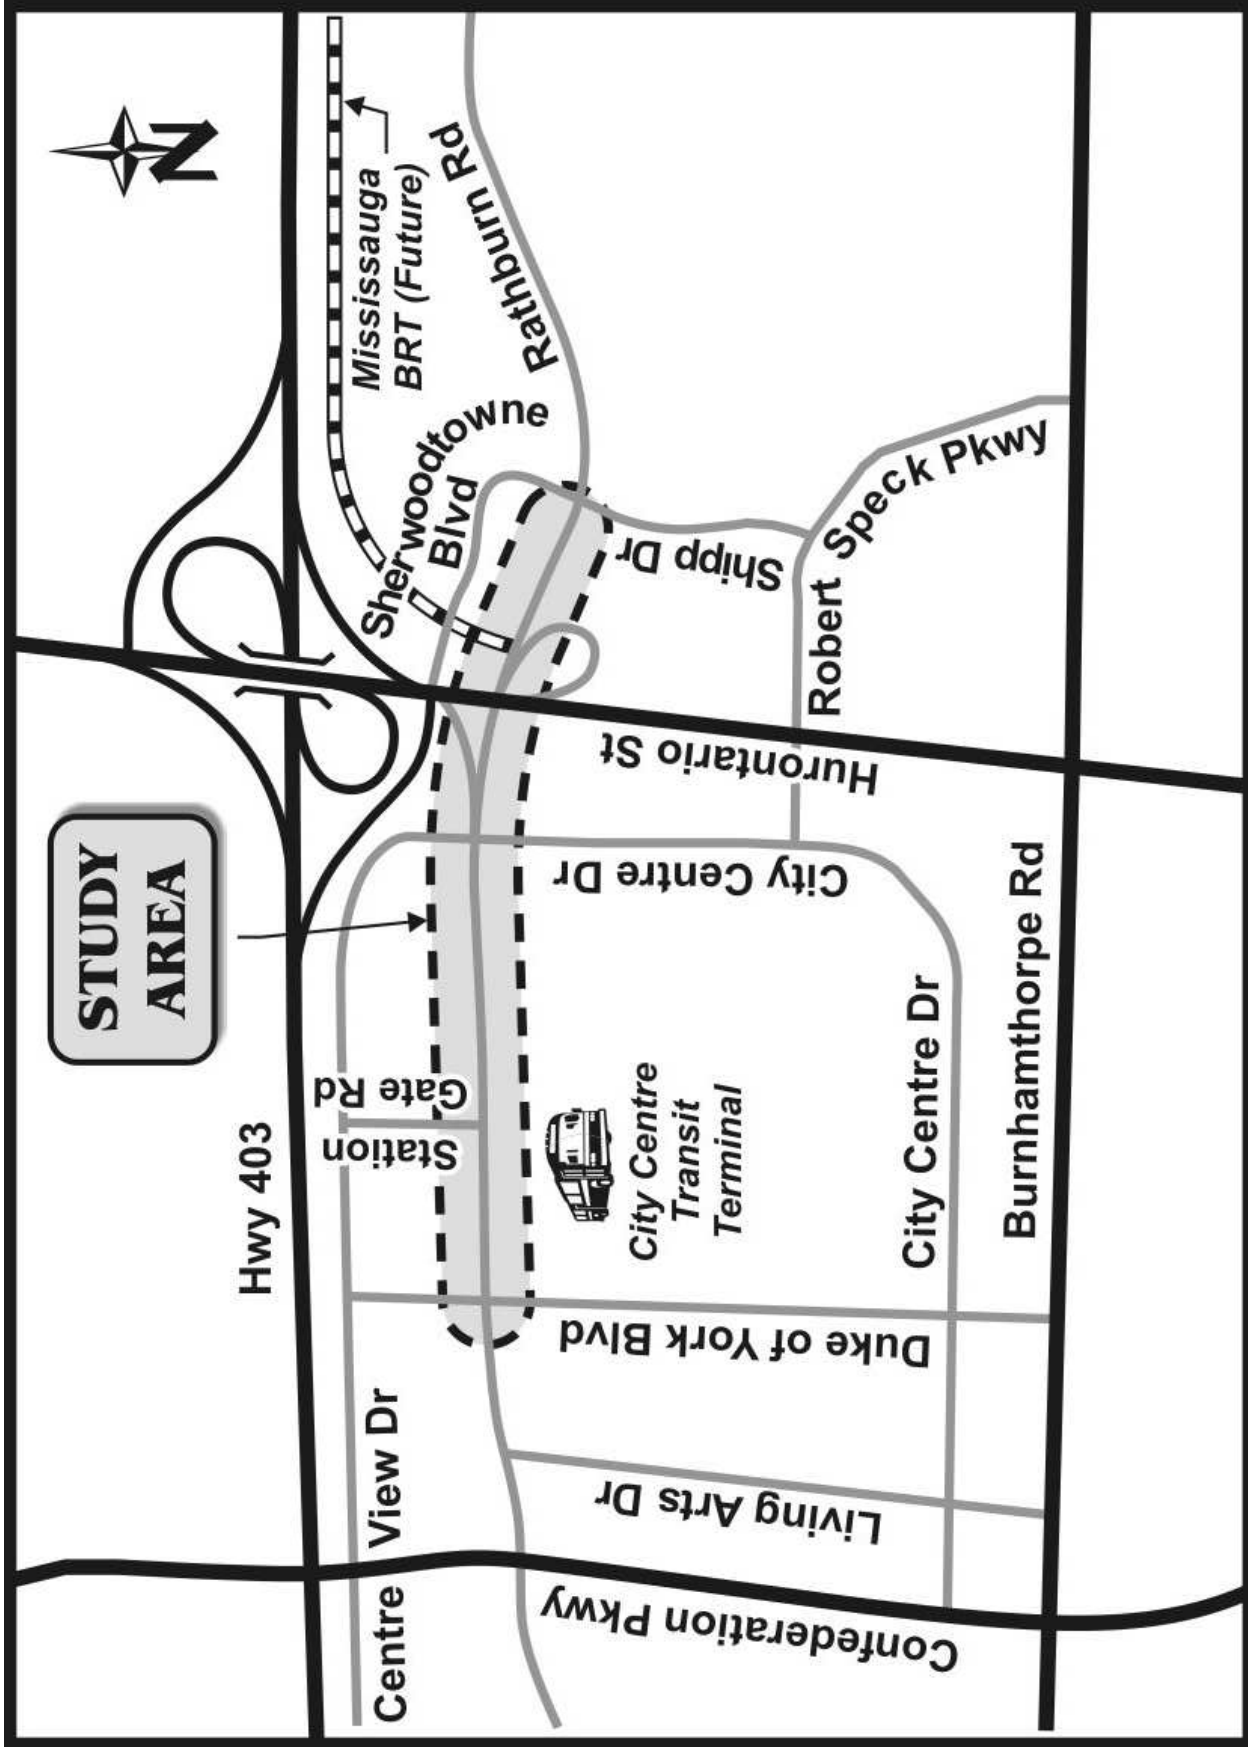 N
Mississauga
BRT (Future)
Rathburn Rd
Sherwoodtowne
Blvd
Shipp Dr
Robert Speck Pkwy
Hurontario St
STUDY
AREA
City Centre Dr
Hwy 403
Station
Gate Rd
City Centre
Transit
Terminal
City Centre Dr
Burnhamthorpe Rd
Duke of York Blvd
Centre View Dr
Living Arts Dr
Confederation Pkwy